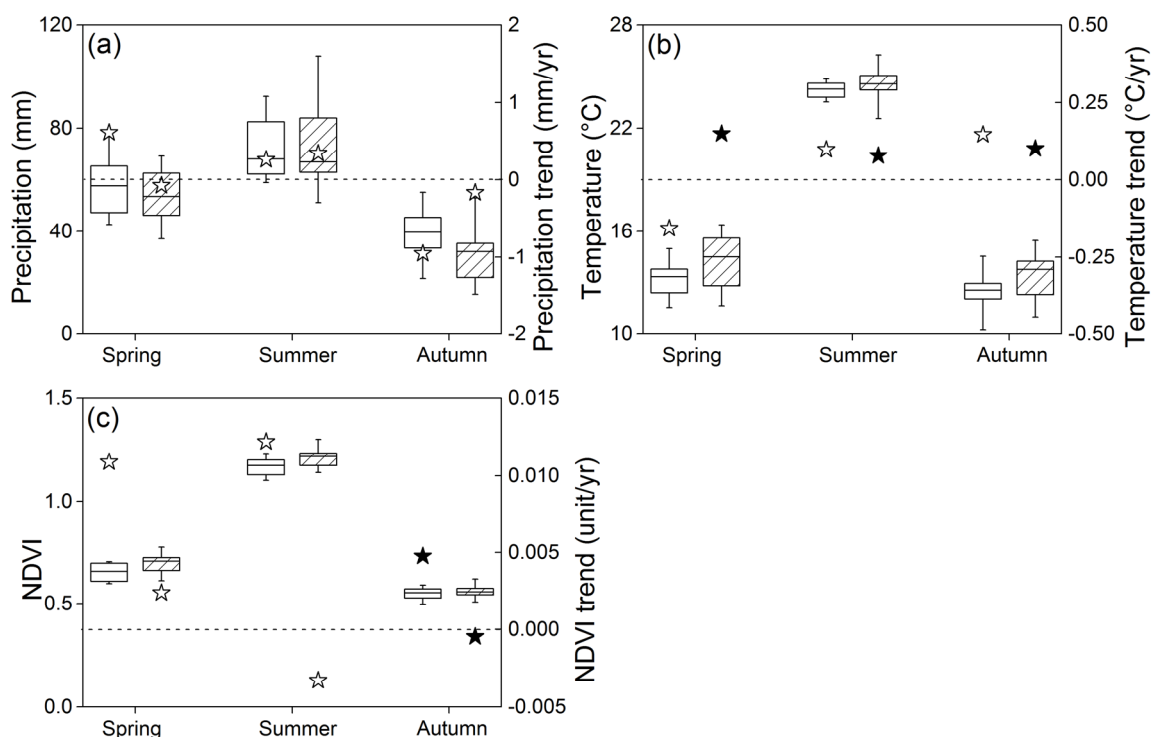 (a)
120
80
40
0
Precipitation (mm)
2
1
0
-1
-2
Precipitation trend (mm/yr)
Spring Summer Autumn
(b)
28
22
16
10
Temperature (°C)
0.50
0.25
0.00
-0.25
-0.50
Temperature trend (°C/yr)
Spring Summer Autumn
(c)
1.5
1.0
0.5
0.0
NDVI
0.015
0.010
0.005
0.000
-0.005
NDVI trend (unit/yr)
Spring Summer Autumn